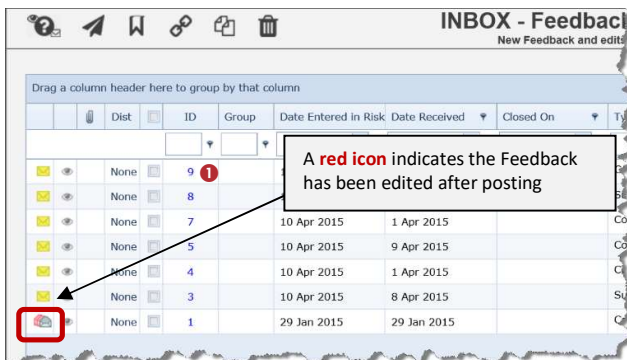 INBOX - Feedback
New Feedback and edits
Drag a column header here to group by that column
Dist ID Group Date Entered in Risk Date Received Closed On
None 9 1
None 8
None 7 10 Apr 2015 1 Apr 2015
None 5 10 Apr 2015 9 Apr 2015
None 4 10 Apr 2015 1 Apr 2015
None 3 10 Apr 2015 8 Apr 2015
None 1 29 Jan 2015 29 Jan 2015
A red icon indicates the Feedback
has been edited after posting